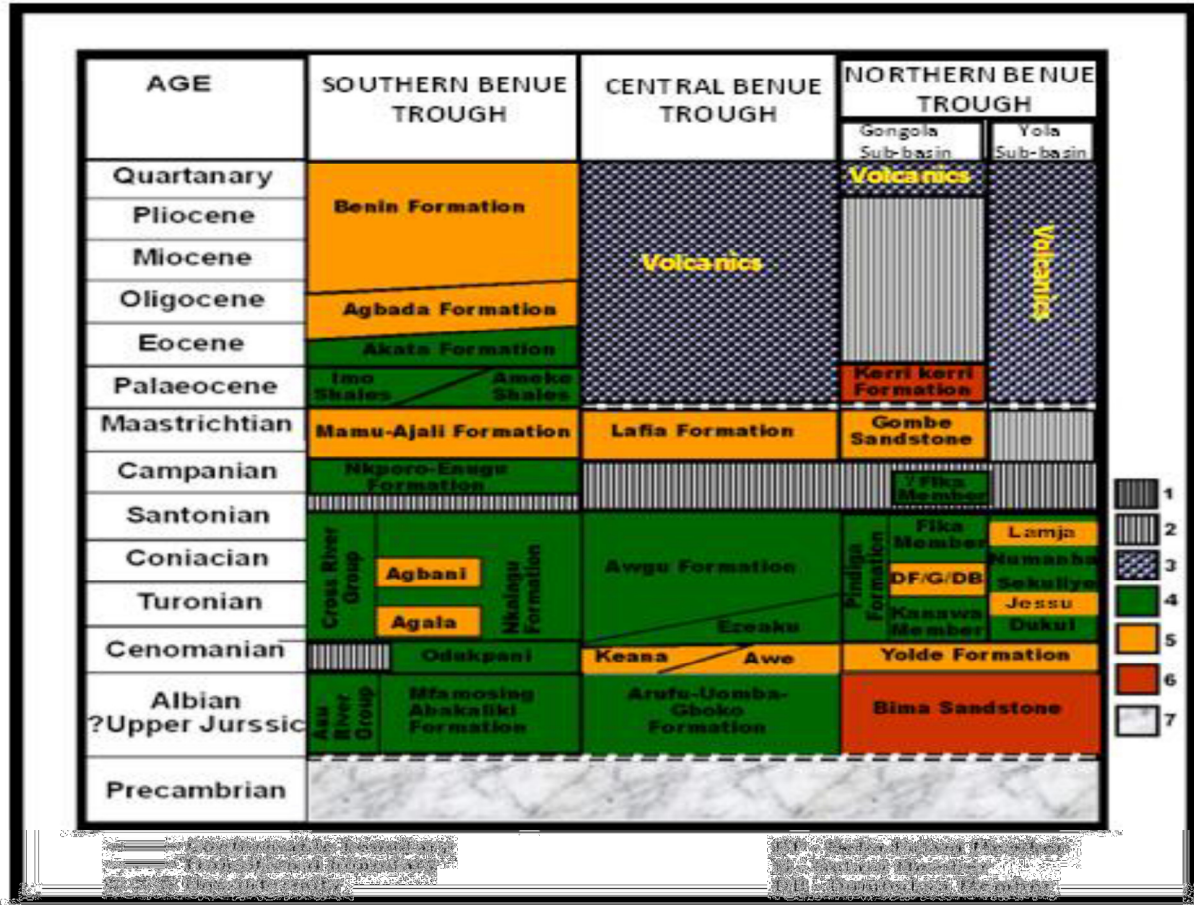 AGE
SOUTHERN BENUE
TROUGH
CENTRAL BENUE
TROUGH
NORTHERN BENUE
TROUGH
Gongola
Sub-basin
Yola
Sub-basin
Quartanary
Pliocene
Miocene
Oligocene
Eocene
Palaeocene
Maastrichtian
Campanian
Santonian
Coniacian
Turonian
Cenomanian
Albian
?Upper Jurssic
Precambrian
Benin Formation
Agbada Formation
Akata Formation
Imo
Shales
Ameke
Shales
Mamu-Ajali Formation
Nkporo-Enugu
Formation
Cross River
Group
Agbani
Agala
Formation
Odukpani
Asu
River
Group
Mfamosing
Abakaliki
Formation
Volcanics
Lafia Formation
Awgu Formation
Ezeaku
Keana
Awe
Arufu-Uomba-
Gboko
Formation
Volcanics
Kerri kerri
Formation
Gombe
Sandstone
?Fika
Member
Pindiga
Formation
Fika
Member
DF/G/DB
Kanawa
Member
Yolde Formation
Bima Sandstone
Volcanics
Lamja
Numanha
Sekuliye
Jessu
Dukul
1
2
3
4
5
6
7